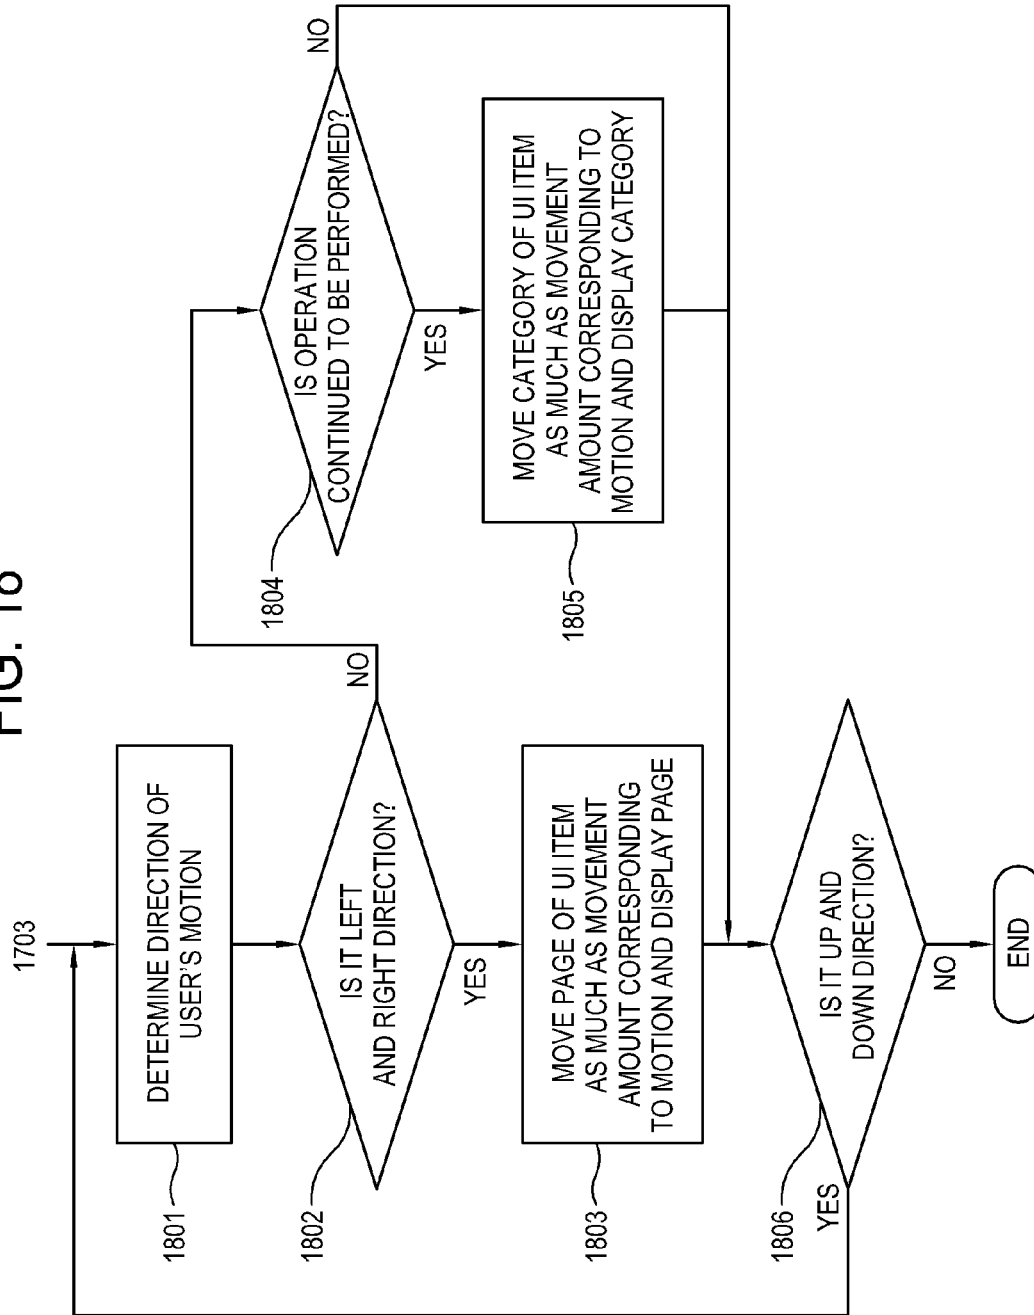 FIG. 18
1703
DETERMINE DIRECTION OF
USER'S MOTION
1801
IS IT LEFT
AND RIGHT DIRECTION?
1802
NO
YES
MOVE PAGE OF UI ITEM
AS MUCH AS MOVEMENT
AMOUNT CORRESPONDING
TO MOTION AND DISPLAY PAGE
1803
IS OPERATION
CONTINUED TO BE PERFORMED?
1804
NO
YES
MOVE CATEGORY OF UI ITEM
AS MUCH AS MOVEMENT
AMOUNT CORRESPONDING TO
MOTION AND DISPLAY CATEGORY
1805
IS IT UP AND
DOWN DIRECTION?
1806
YES
NO
END